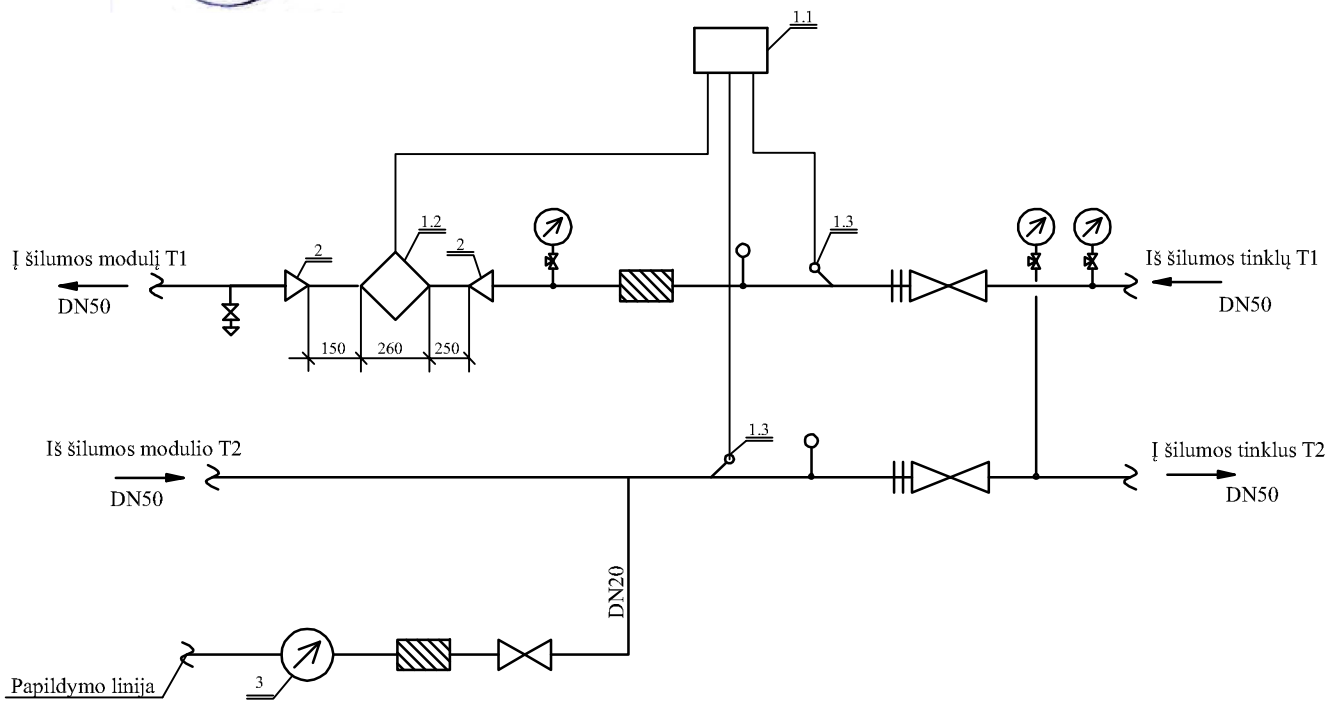 1.1
1.2
1.3
2
2
Į šilumos modulį T1
DN50
Iš šilumos tinklų T1
DN50
150
260
250
Iš šilumos modulio T2
DN50
1.3
Į šilumos tinklus T2
DN50
DN20
3
Papildymo linija